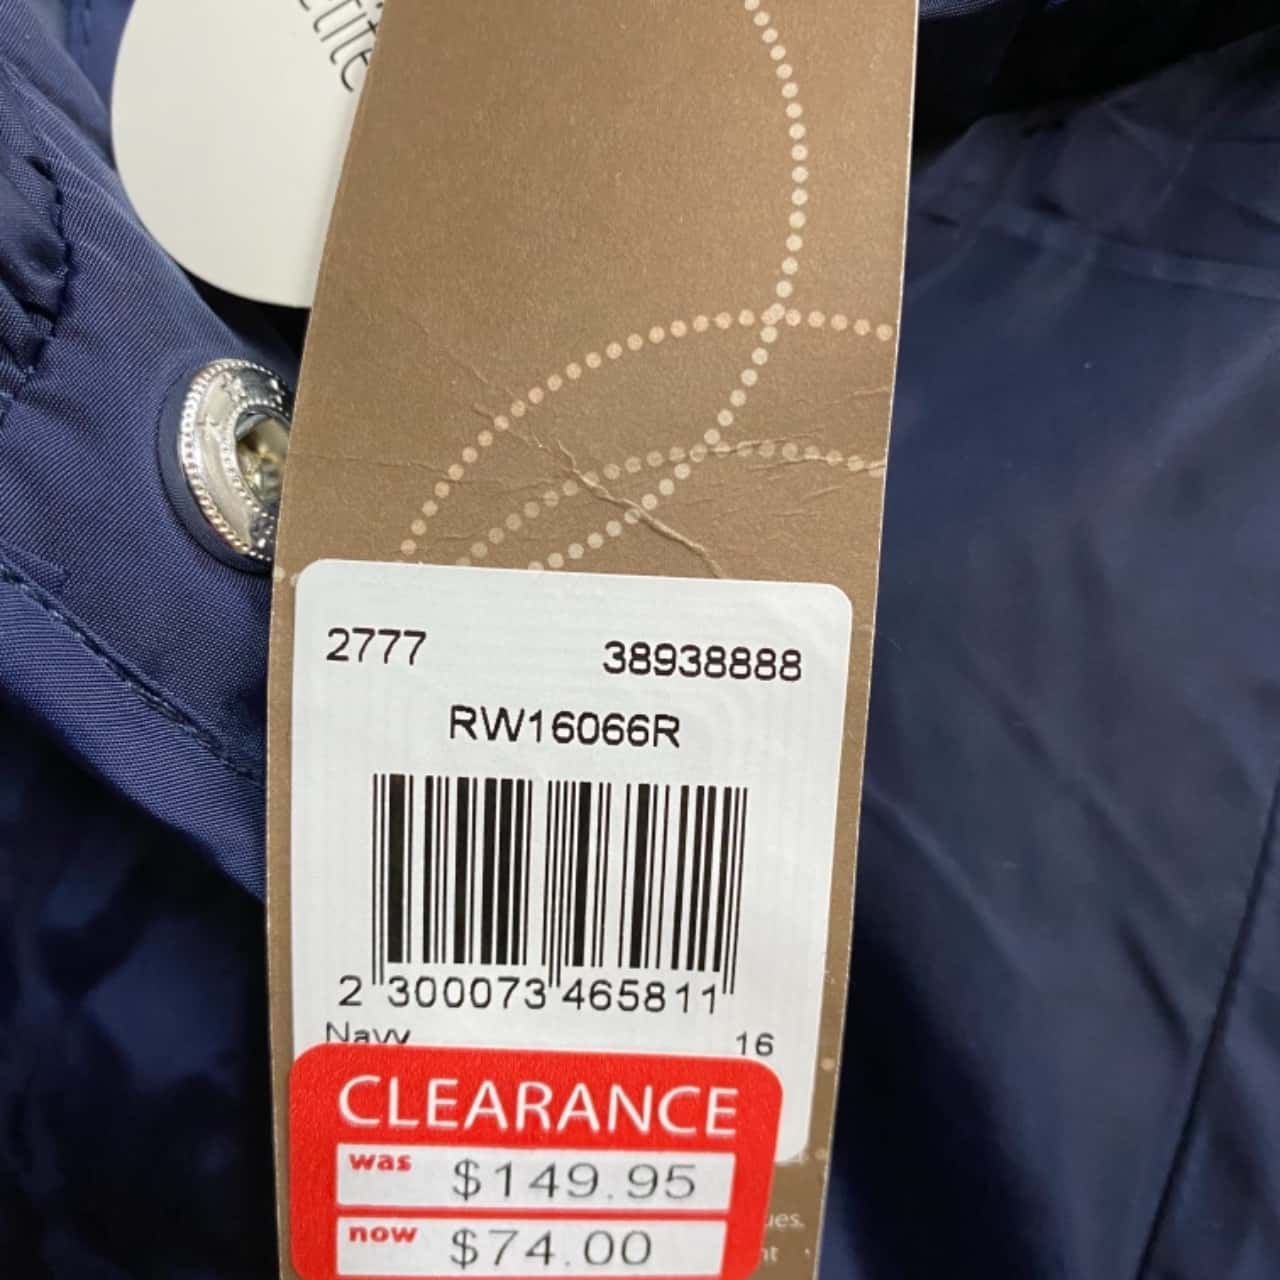 2777 38938888
RW16066R
2 300073 465811
Navy 16
CLEARANCE
was $149.95
now $74.00